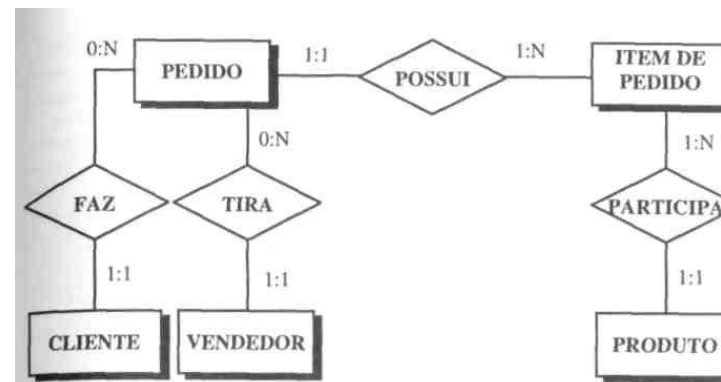 0:N
PEDIDO
1:1
POSSUI
1:N
ITEM DE
PEDIDO
0:N
1:N
FAZ
TIRA
PARTICIPA
1:1
1:1
1:1
CLIENTE
VENDEDOR
PRODUTO